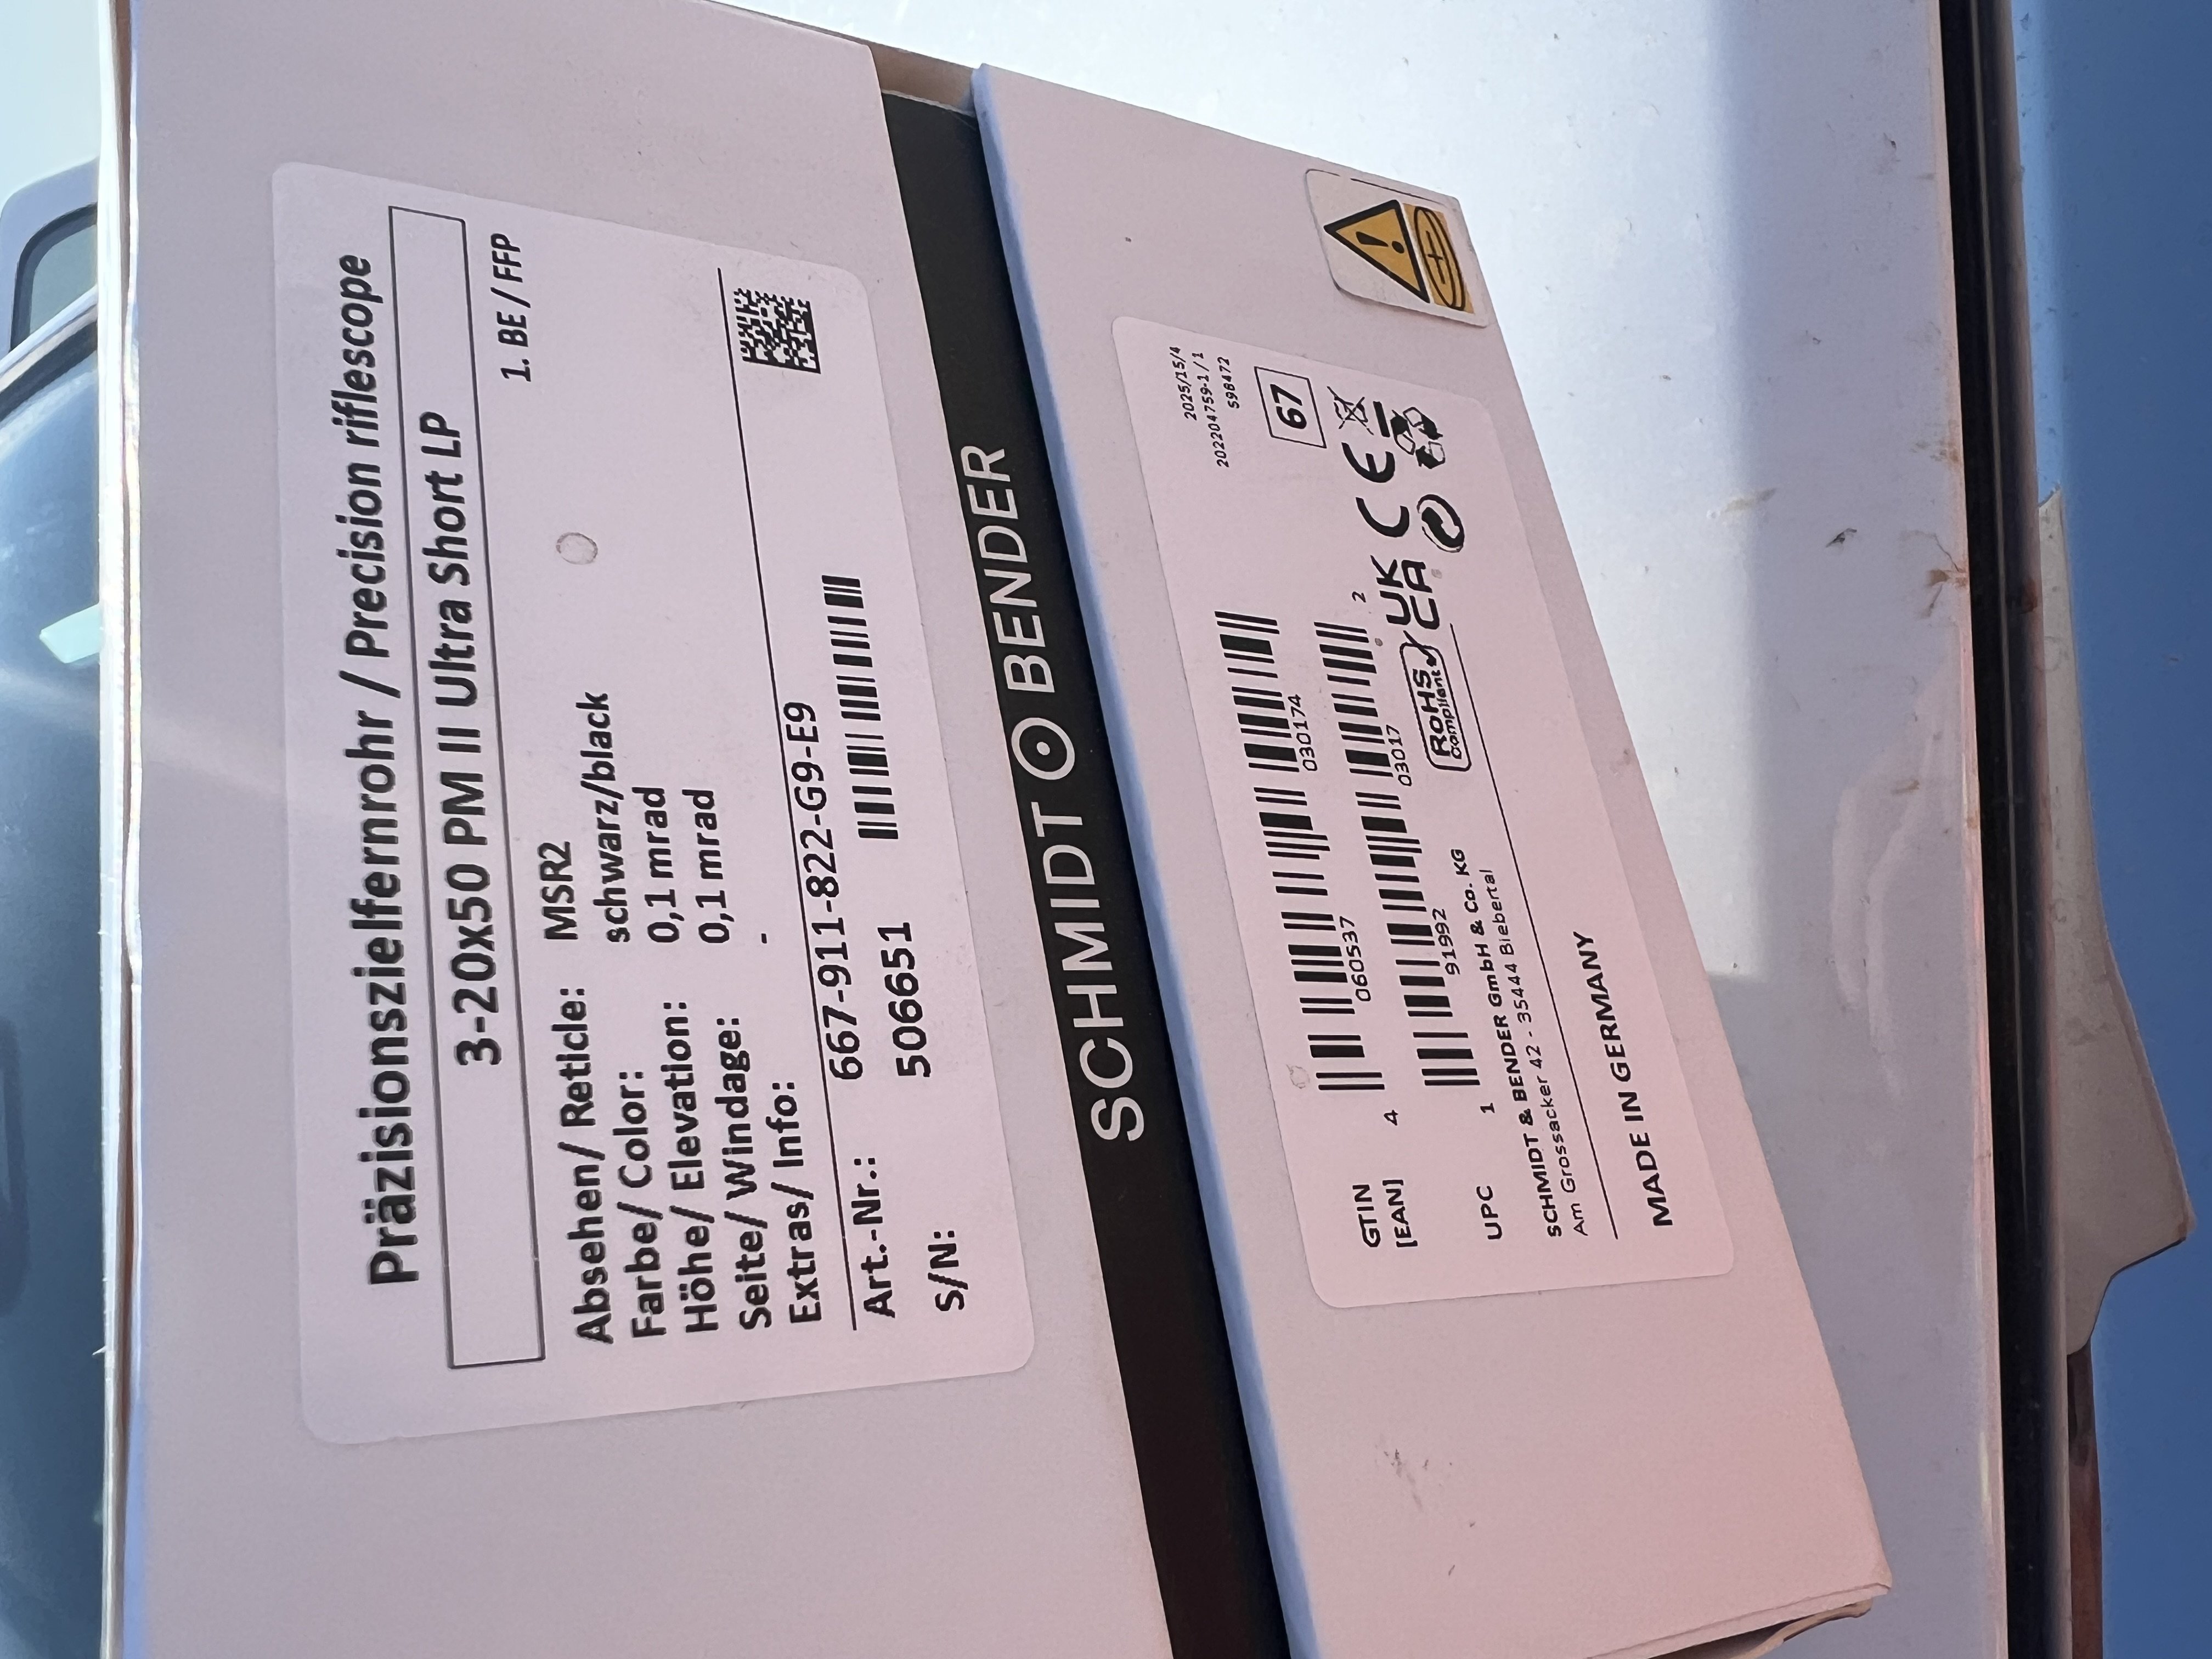 Präzisionszielfernrohr / Precision riflescope
3-20x50 PM II Ultra Short LP
1. BE / FFP
Absehen/ Reticle: MSR2
Farbe/ Color: schwarz/black
Höhe/ Elevation: 0,1 mrad
Seite/ Windage: 0,1 mrad
Extras/ Info: -
Art.-Nr.: 667-911-822-G9-E9
S/N: 506651
SCHMIDT BENDER
2025/15/4
202204759-1/1
598472
67
GTIN
[EAN]
4 060537 030174
UPC
1 91992 03017 2
SCHMIDT & BENDER GmbH & Co. KG
Am Grossacker 42 - 35444 Biebertal
ROHS
Compliant
UK
CA
CE
MADE IN GERMANY